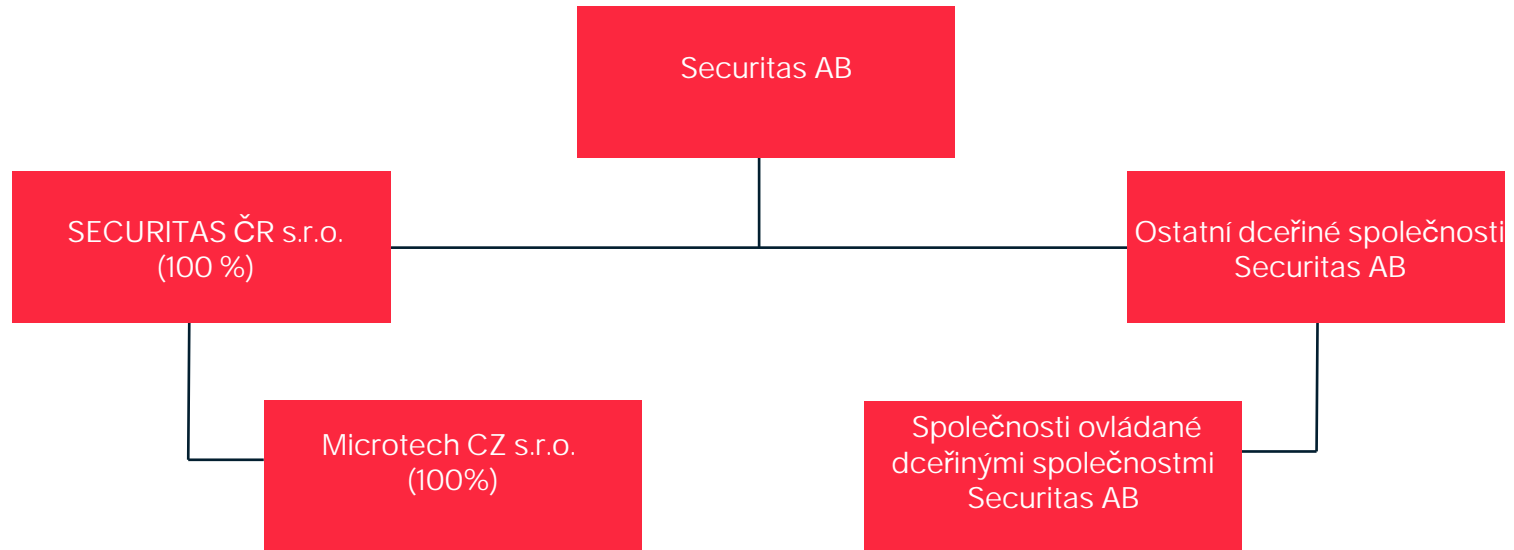 Securitas AB
SECURITAS ČR s.r.o.
(100 %)
Ostatní dceřiné společnosti
Securitas AB
Microtech CZ s.r.o.
(100%)
Společnosti ovládané
dceřinými společnostmi
Securitas AB